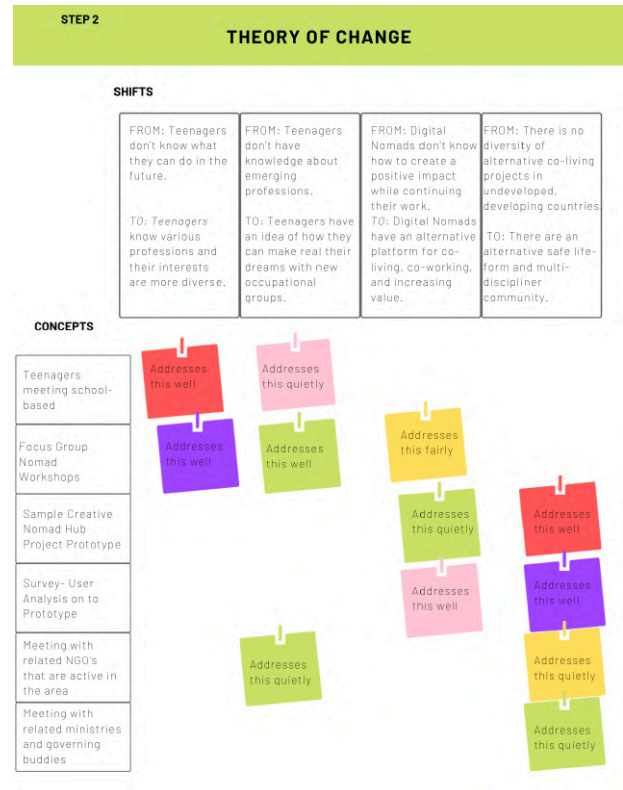 STEP 2
THEORY OF CHANGE
SHIFTS
FROM: Teenagers
don't know what
they can do in the
future.
TO: Teenagers
know various
professions and
their interests
are more diverse.
FROM: Teenagers
don't have
knowledge about
emerging
professions.
TO: Teenagers have
an idea of how they
can make real their
dreams with new
occupational
groups.
FROM: Digital
Nomads don't know
how to create a
positive impact
while continuing
their work.
TO: Digital Nomads
have an alternative
platform for co-
living, co-working,
and increasing
value.
FROM: There is no
diversity of
alternative co-living
projects in
undeveloped,
developing countries.
TO: There are an
alternative safe life-
form and multi-
discipliner
community.
CONCEPTS
Teenagers
meeting school-
based
Addresses
this well
Addresses
this quietly
Focus Group
Nomad
Workshops
Addresses
this well
Addresses
this well
Addresses
this fairly
Sample Creative
Nomad Hub
Project Prototype
Addresses
this quietly
Addresses
this well
Survey- User
Analysis on to
Prototype
Addresses
this well
Addresses
this well
Meeting with
related NGO's
that are active in
the area
Addresses
this quietly
Addresses
this quietly
Meeting with
related ministries
and governing
buddies
Addresses
this quietly